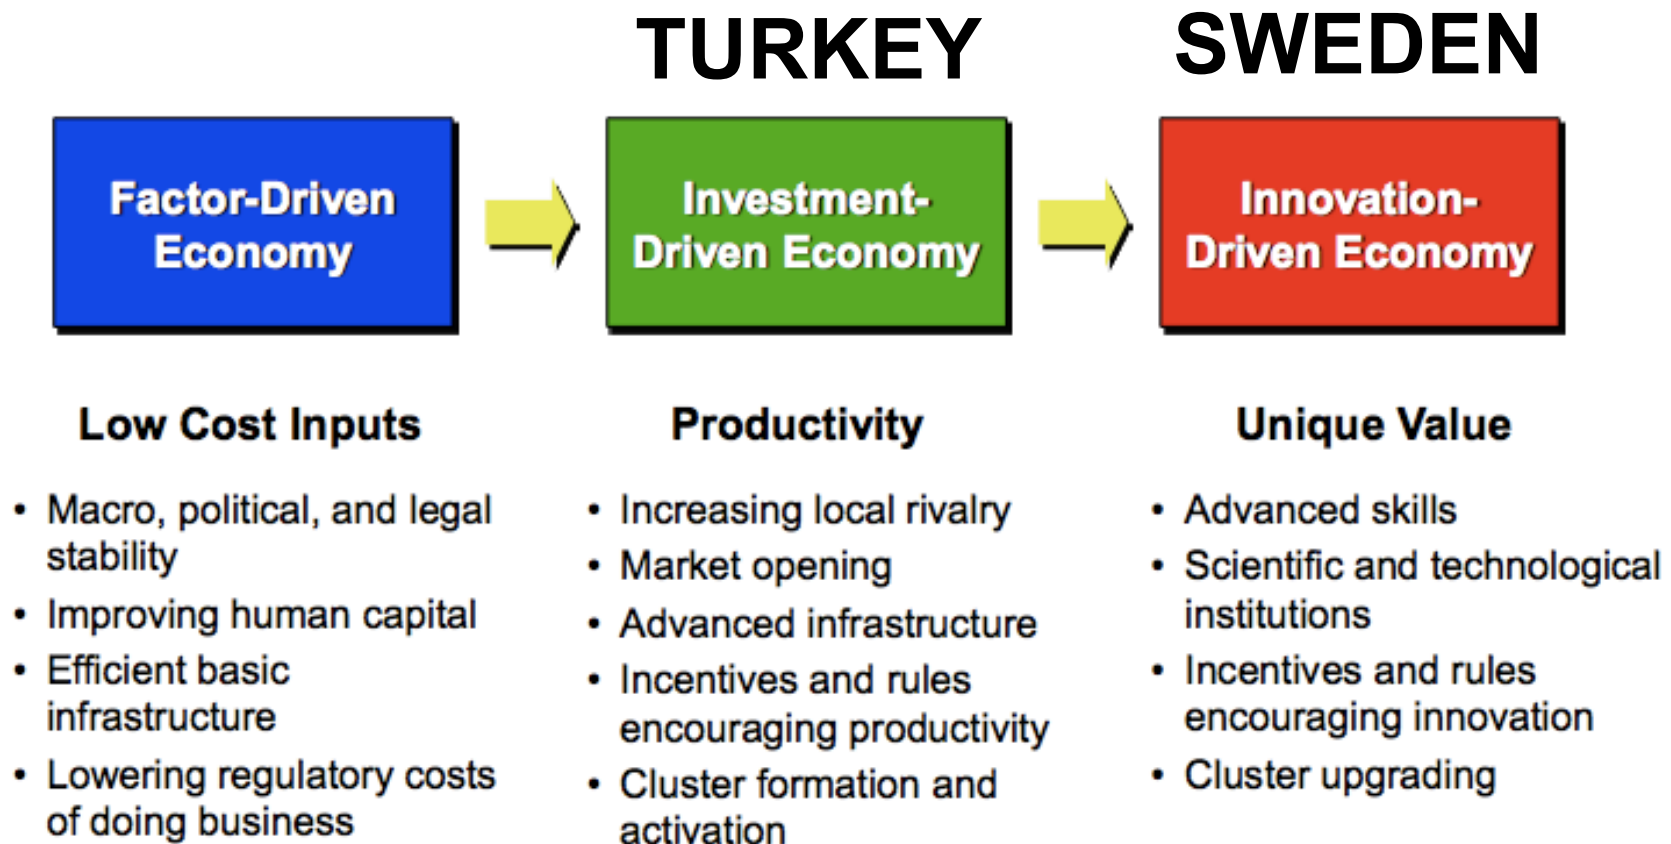 TURKEY
SWEDEN
Factor-Driven
Economy
Investment-
Driven Economy
Innovation-
Driven Economy
Low Cost Inputs
• Macro, political, and legal
stability
• Improving human capital
• Efficient basic
infrastructure
• Lowering regulatory costs
of doing business
Productivity
• Increasing local rivalry
• Market opening
• Advanced infrastructure
• Incentives and rules
encouraging productivity
• Cluster formation and
activation
Unique Value
• Advanced skills
• Scientific and technological
institutions
• Incentives and rules
encouraging innovation
• Cluster upgrading